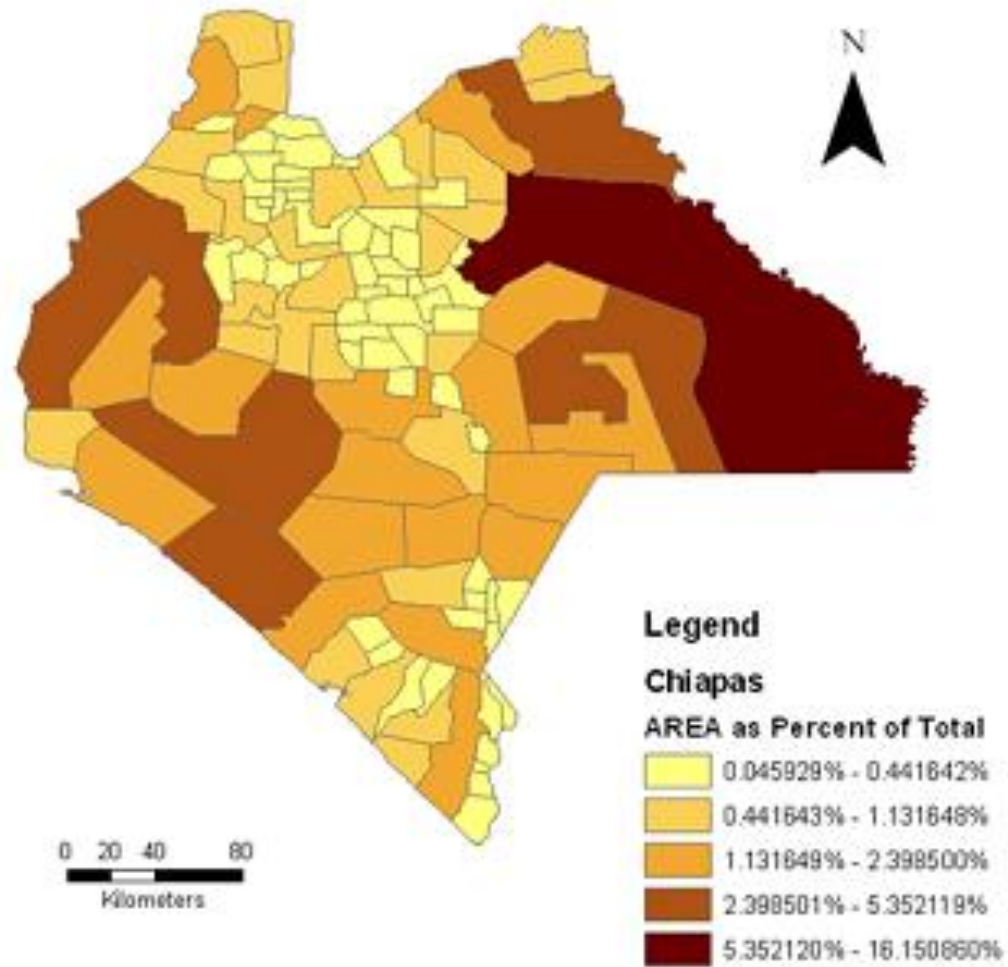 N
Legend
Chiapas
AREA as Percent of Total
0.045929% - 0.441642%
0.441643% - 1.131648%
1.131649% - 2.398500%
2.398501% - 5.352119%
5.352120% - 16.150860%
0 20 40 80
Kilometers